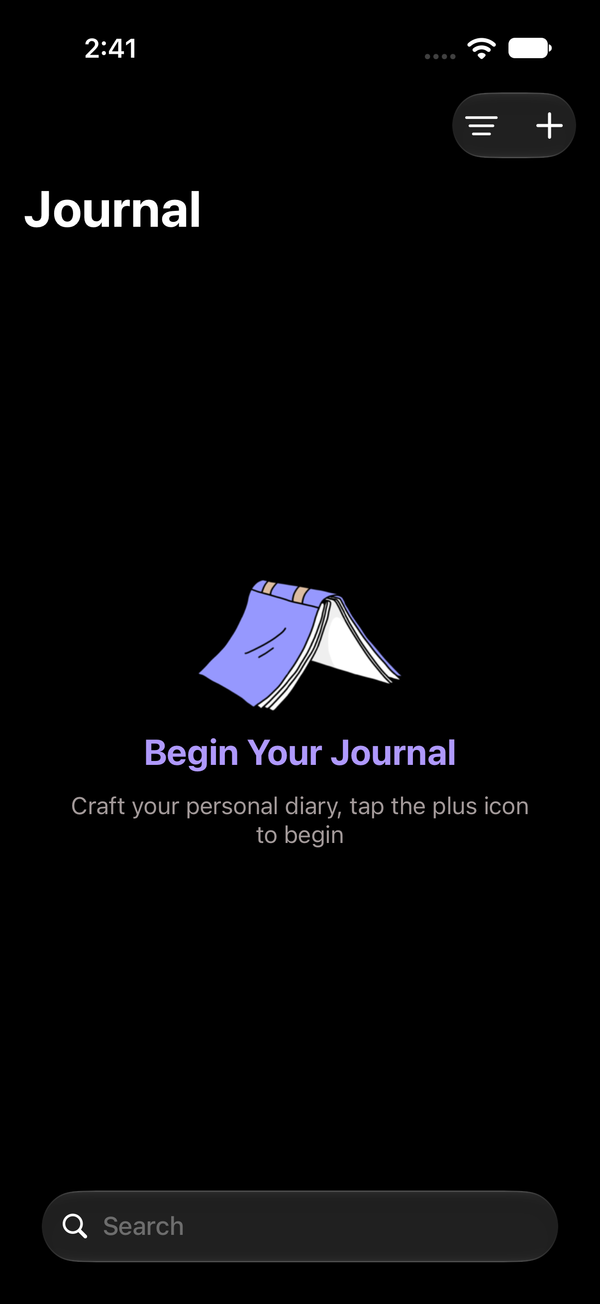 2:41
Journal
Begin Your Journal
Craft your personal diary, tap the plus icon
to begin
Search